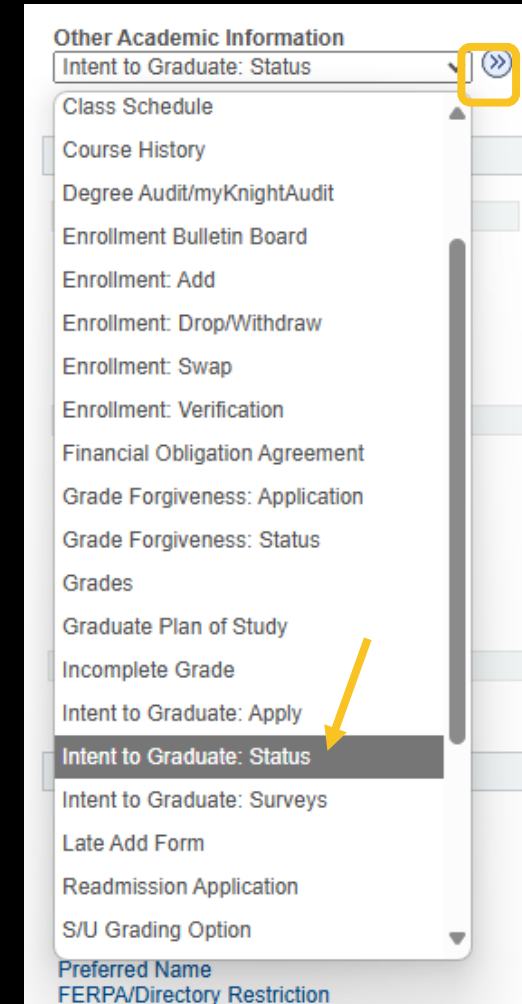 Other Academic Information
Intent to Graduate: Status
Class Schedule
Course History
Degree Audit/myKnightAudit
Enrollment Bulletin Board
Enrollment: Add
Enrollment: Drop/Withdraw
Enrollment: Swap
Enrollment: Verification
Financial Obligation Agreement
Grade Forgiveness: Application
Grade Forgiveness: Status
Grades
Graduate Plan of Study
Incomplete Grade
Intent to Graduate: Apply
Intent to Graduate: Status
Intent to Graduate: Surveys
Late Add Form
Readmission Application
S/U Grading Option
Preferred Name
FERPA/Directory Restriction